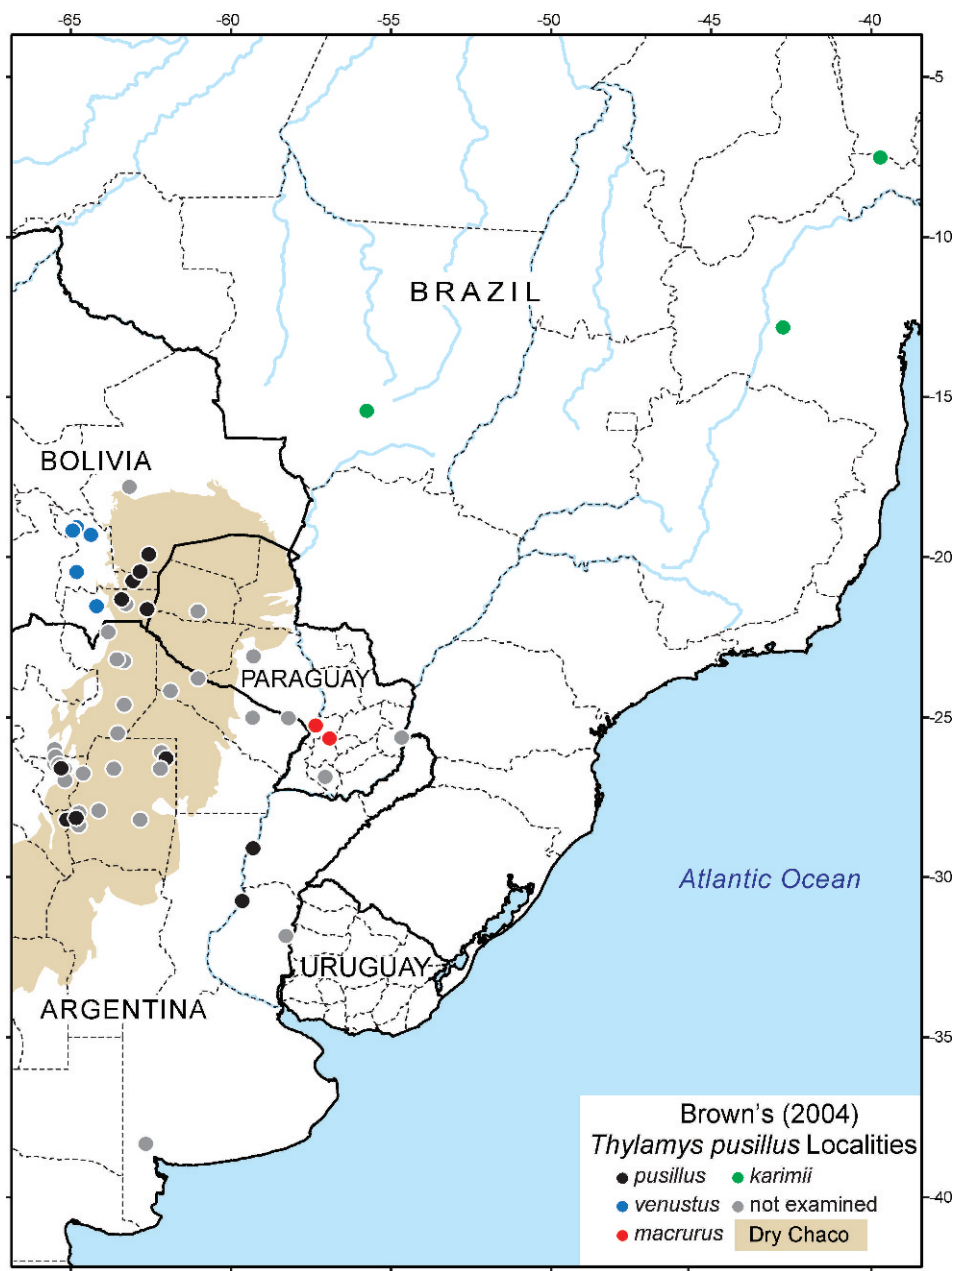 -65 -60 -55 -50 -45 -40
-5
-10
BRAZIL
-15
BOLIVIA
-20
PARAGUAY
-25
Atlantic Ocean
-30
URUGUAY
ARGENTINA
-35
Brown's (2004)
Thylamys pusillus Localities
pusillus karimii
venustus not examined
macrurus Dry Chaco
-40